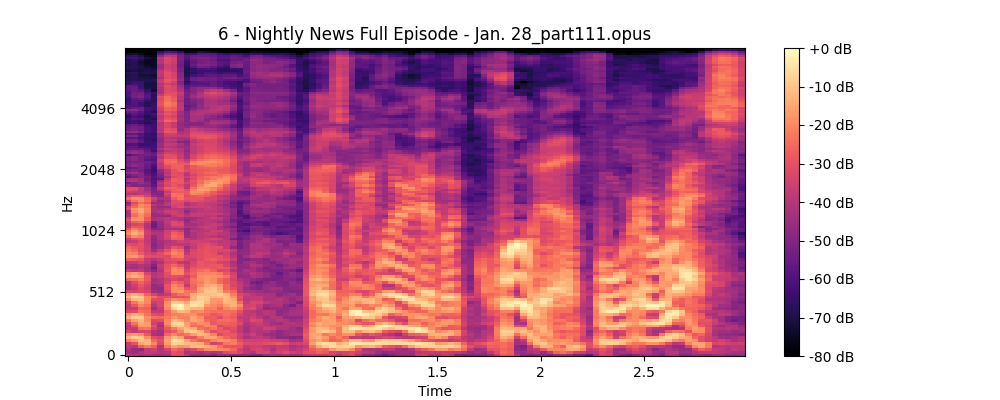 6 - Nightly News Full Episode - Jan. 28_part111.opus
Hz
4096
2048
1024
512
0
0
0.5
1
1.5
2
2.5
Time
+0 dB
-10 dB
-20 dB
-30 dB
-40 dB
-50 dB
-60 dB
-70 dB
-80 dB